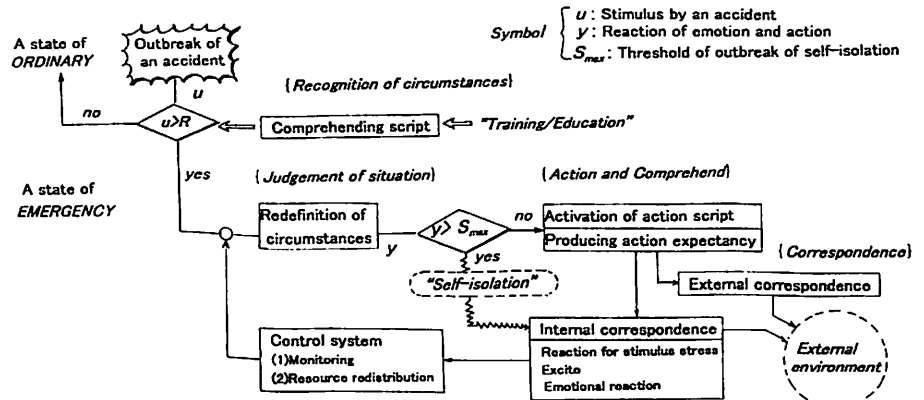 Symbol
u : Stimulus by an accident
y : Reaction of emotion and action
Smax : Threshold of outbreak of self-isolation
A state of
ORDINARY
Outbreak of
an accident
u
{Recognition of circumstances}
no
u>R
Comprehending script
"Training/Education"
yes
A state of
EMERGENCY
{Judgement of situation}
{Action and Comprehend}
Redefinition of
circumstances
y
y> Smax
no
yes
Activation of action script
Producing action expectancy
{Correspondence}
"Self-isolation"
External correspondence
Control system
(1)Monitoring
(2)Resource redistribution
Internal correspondence
Reaction for stimulus stress
Excite
Emotional reaction
External
environment